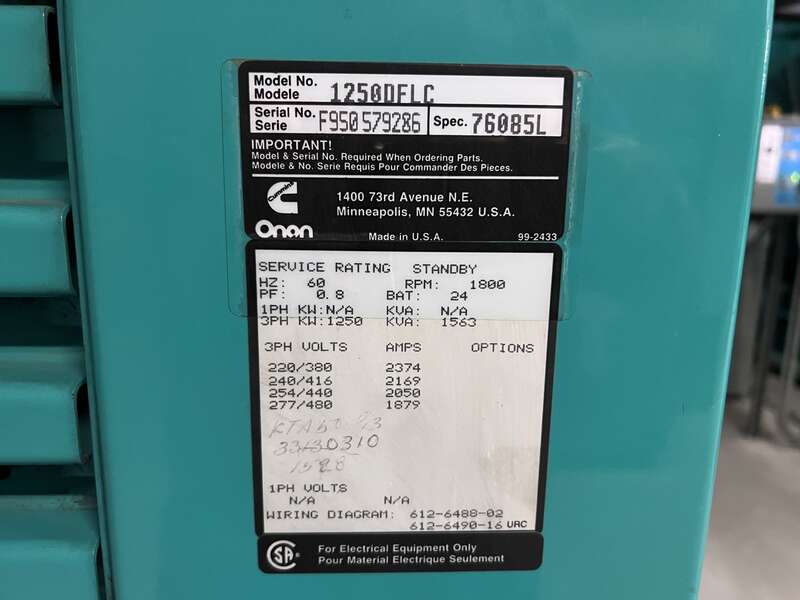 Model No. 1250DFLC
Modele
Serial No. F950579286 Spec. 76085L
Serie
IMPORTANT!
Model & Serial No. Required When Ordering Parts.
Modele & No. Serie Requis Pour Commander Des Pieces.
Cummins
1400 73rd Avenue N.E.
Minneapolis, MN 55432 U.S.A.
Onan Made in U.S.A. 99-2433
SERVICE RATING STANDBY
HZ: 60 RPM: 1800
PF: 0.8 BAT: 24
1PH KW:N/A KVA: N/A
3PH KW:1250 KVA: 1563
3PH VOLTS AMPS OPTIONS
220/380 2374
240/416 2169
254/440 2050
277/480 1879
0310
1PH VOLTS
N/A N/A
WIRING DIAGRAM: 612-6488-02
612-6490-16 URC
SA® For Electrical Equipment Only
Pour Material Electrique Seulement